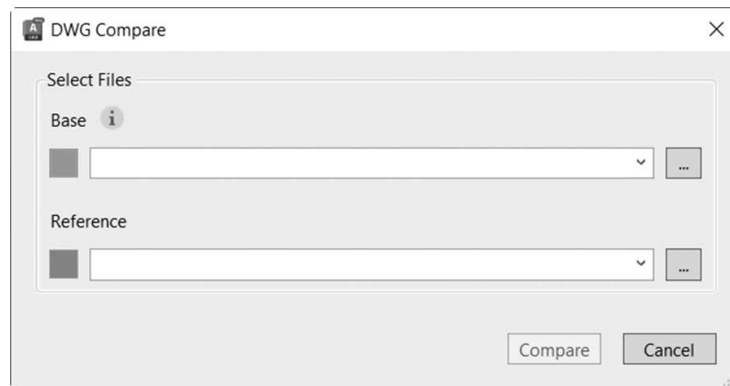 DWG Compare
Select Files
Base i
...
Reference
...
Compare Cancel